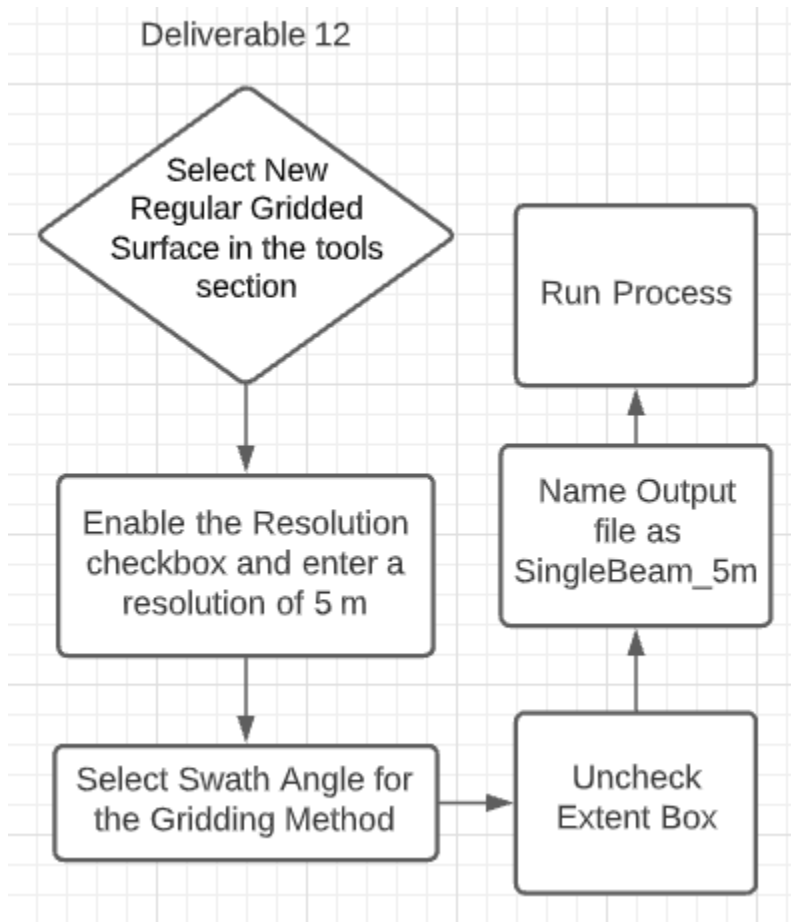 Deliverable 12
Select New
Regular Gridded
Surface in the tools
section
Enable the Resolution
checkbox and enter a
resolution of 5 m
Select Swath Angle for
the Gridding Method
Uncheck
Extent Box
Name Output
file as
SingleBeam_5m
Run Process